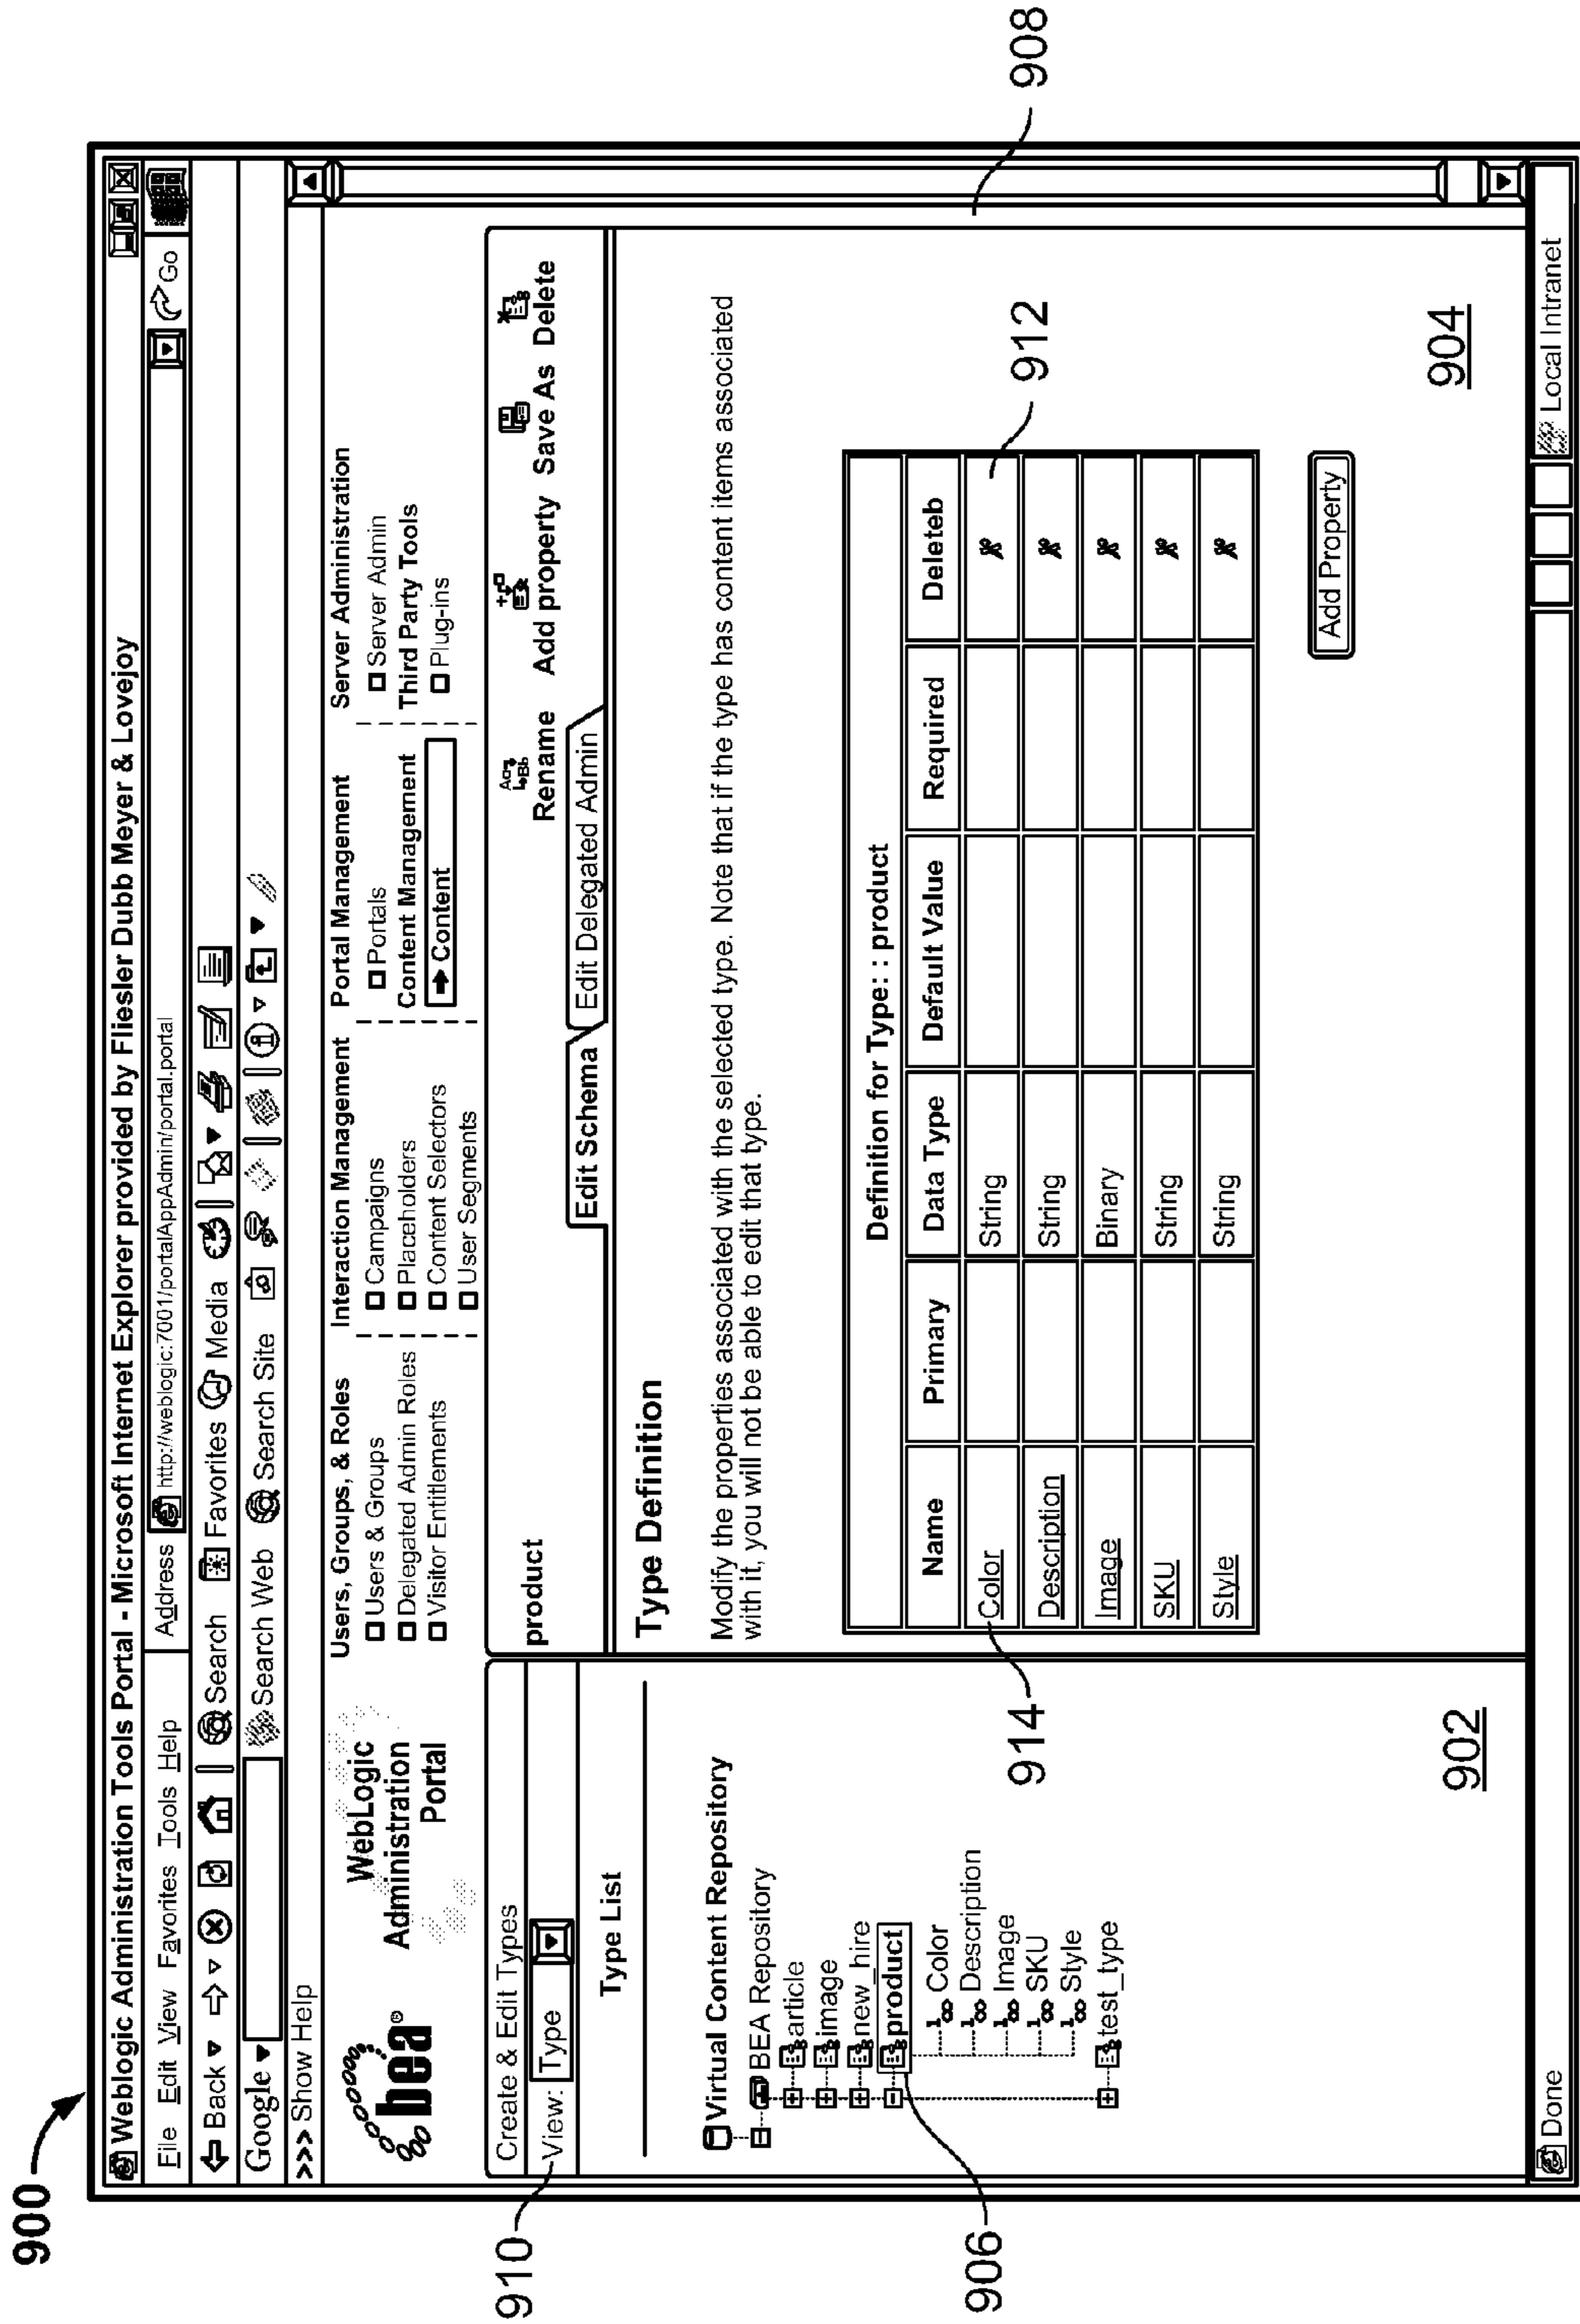 900
Weblogic Administration Tools Portal - Microsoft Internet Explorer provided by Fliesler Dubb Meyer & Lovejoy
File Edit View Favorites Tools Help Address http://weblogic:7001/portalAppAdmin/portal.portal Go
Back Search Favorites Media
Google Search Web Search Site
>>> Show Help
bea®
WebLogic
Administration
Portal
Users, Groups, & Roles
Users & Groups
Delegated Admin Roles
Visitor Entitlements
Interaction Management
Campaigns
Placeholders
Content Selectors
User Segments
Portal Management
Portals
Content Management
Content
Server Administration
Server Admin
Third Party Tools
Plug-ins
910
Create & Edit Types
View: Type
Type List
Virtual Content Repository
BEA Repository
article
image
new_hire
product
Color
Description
Image
SKU
Style
test_type
906
902
product
Rename Add property Save As Delete
Edit Schema Edit Delegated Admin
Type Definition
Modify the properties associated with the selected type. Note that if the type has content items associated
with it, you will not be able to edit that type.
Definition for Type: : product
Name Primary Data Type Default Value Required Deleteb
Color String
Description String
Image Binary
SKU String
Style String
Add Property
914
912
908
904
Done Local Intranet